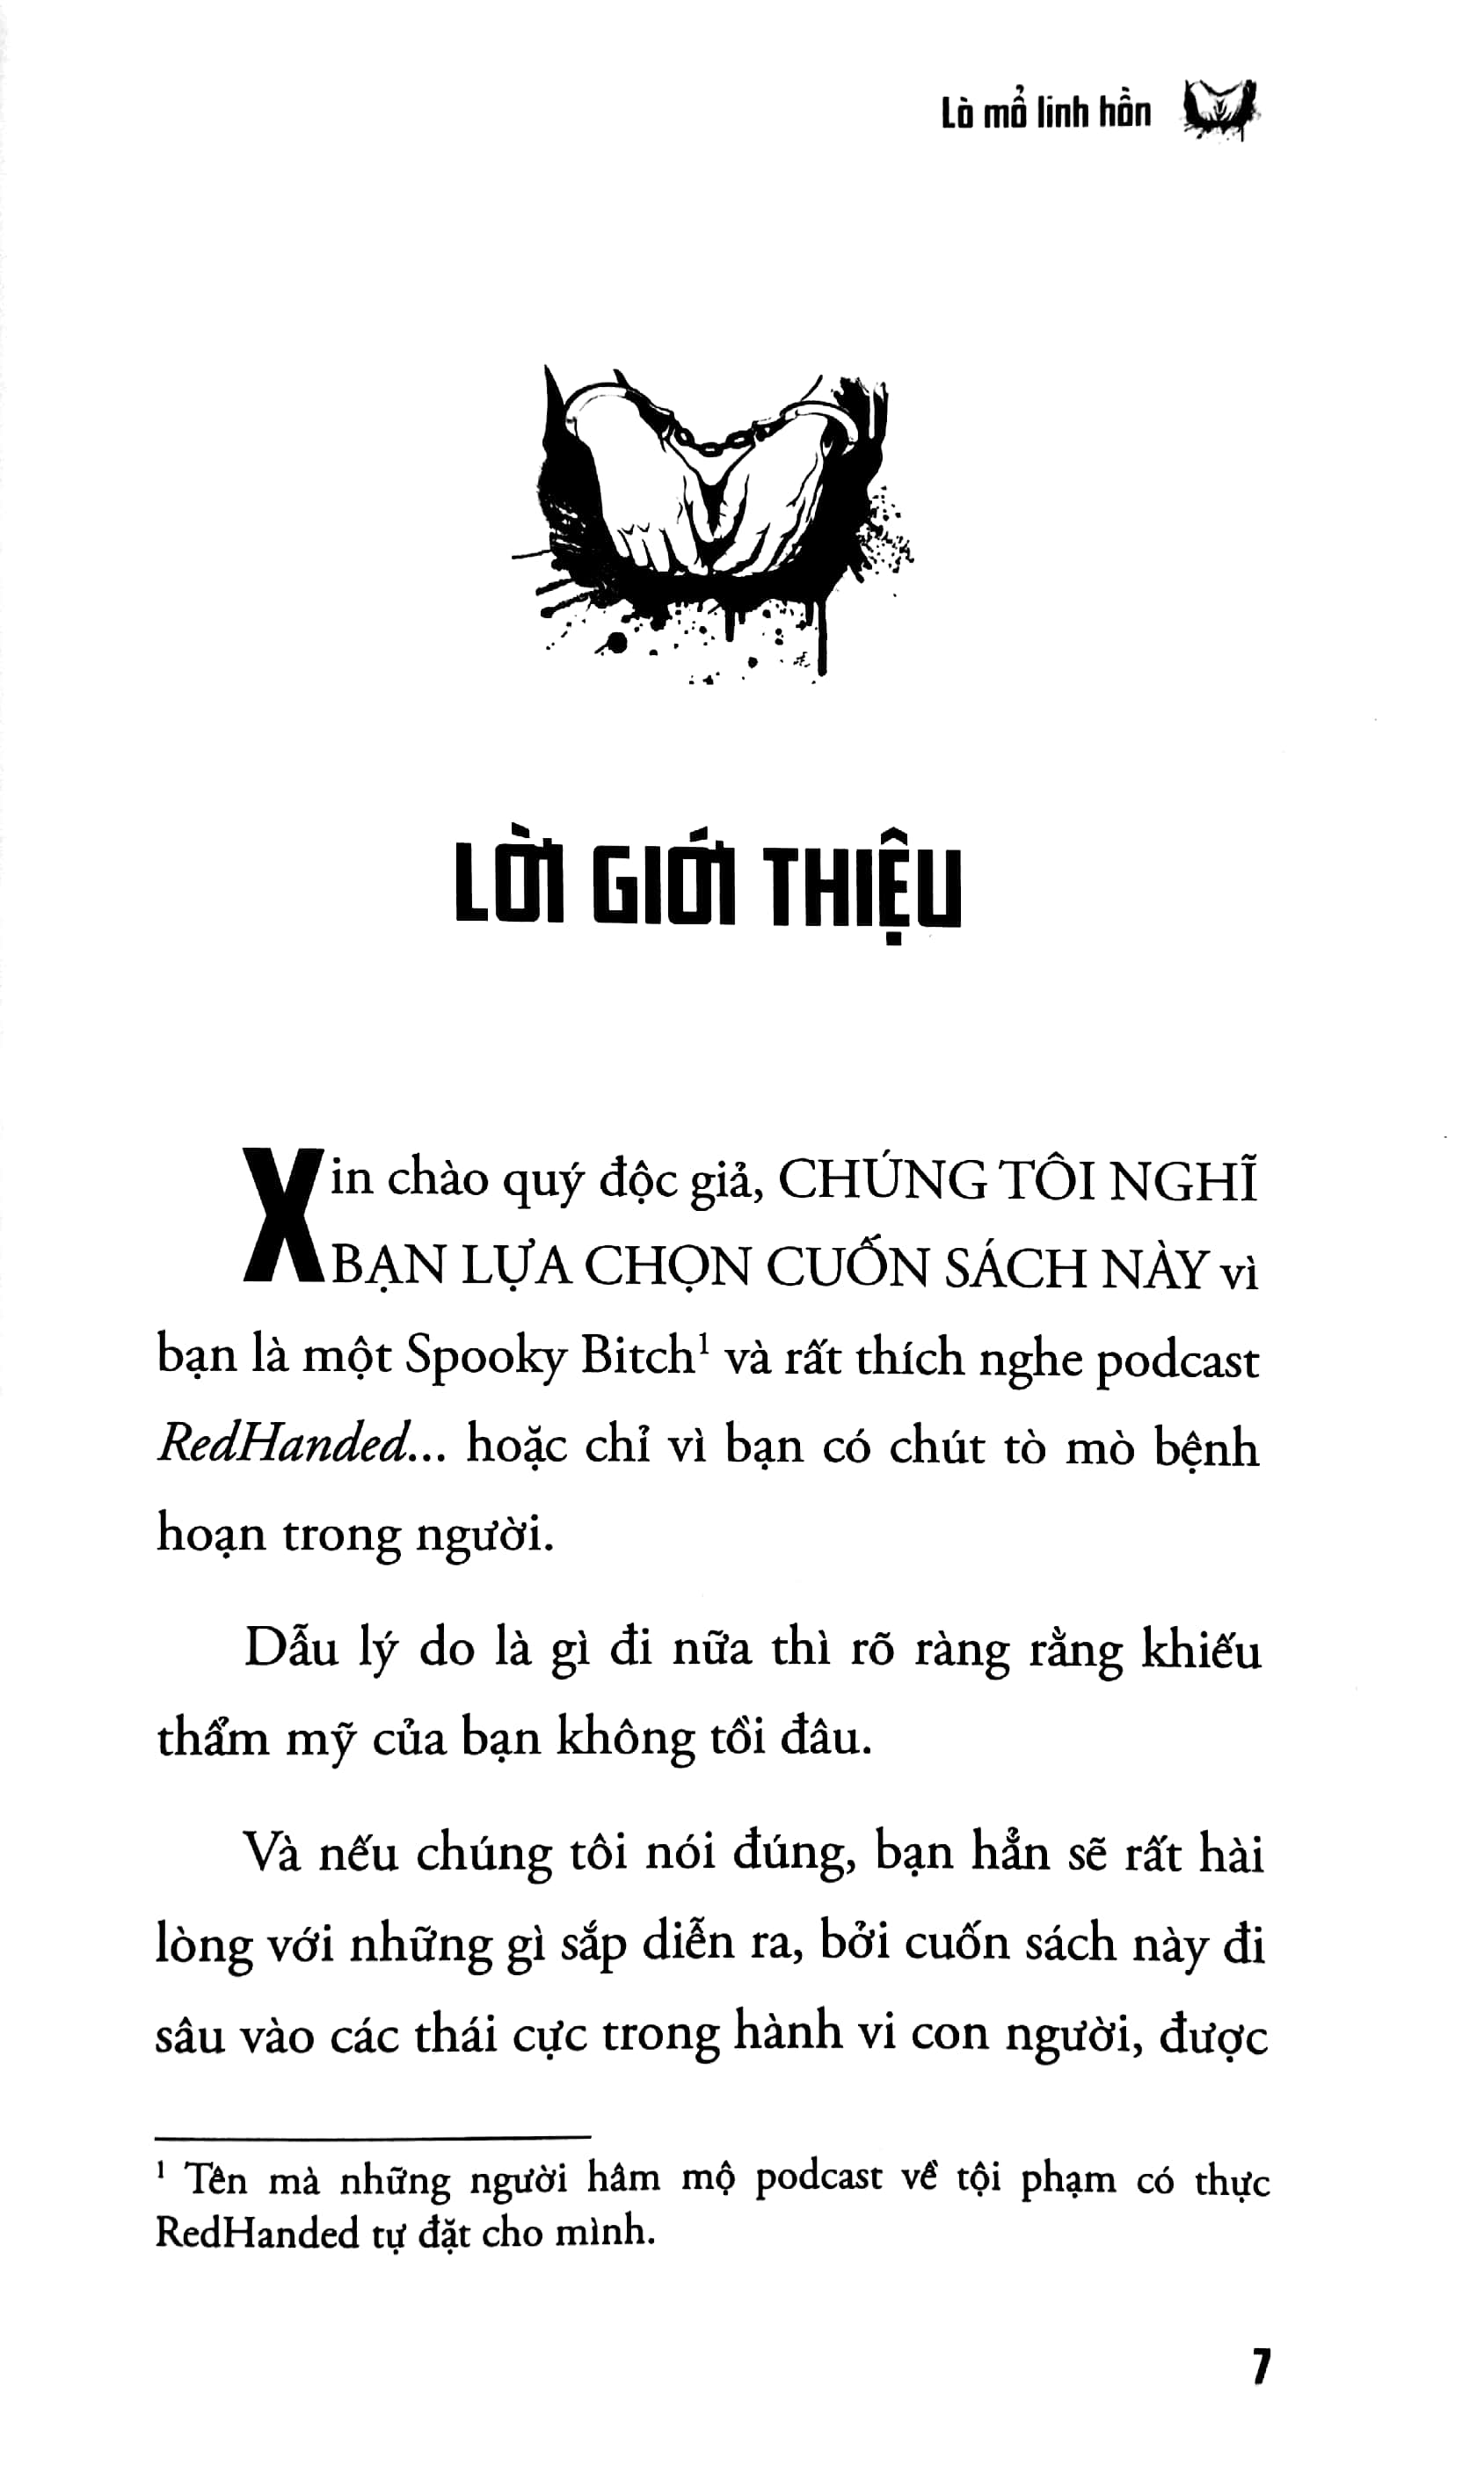 Lò mổ linh hồn
LỜI GIỚI THIỆU
Xin chào quý độc giả, CHÚNG TÔI NGHĨ
BẠN LỰA CHỌN CUỐN SÁCH NÀY vì
bạn là một Spooky Bitch¹ và rất thích nghe podcast
RedHanded... hoặc chỉ vì bạn có chút tò mò bệnh
hoạn trong người.
Dẫu lý do là gì đi nữa thì rõ ràng rằng khiếu
thẩm mỹ của bạn không tồi đâu.
Và nếu chúng tôi nói đúng, bạn hẳn sẽ rất hài
lòng với những gì sắp diễn ra, bởi cuốn sách này đi
sâu vào các thái cực trong hành vi con người, được
¹ Tên mà những người hâm mộ podcast về tội phạm có thực
RedHanded tự đặt cho mình.
7